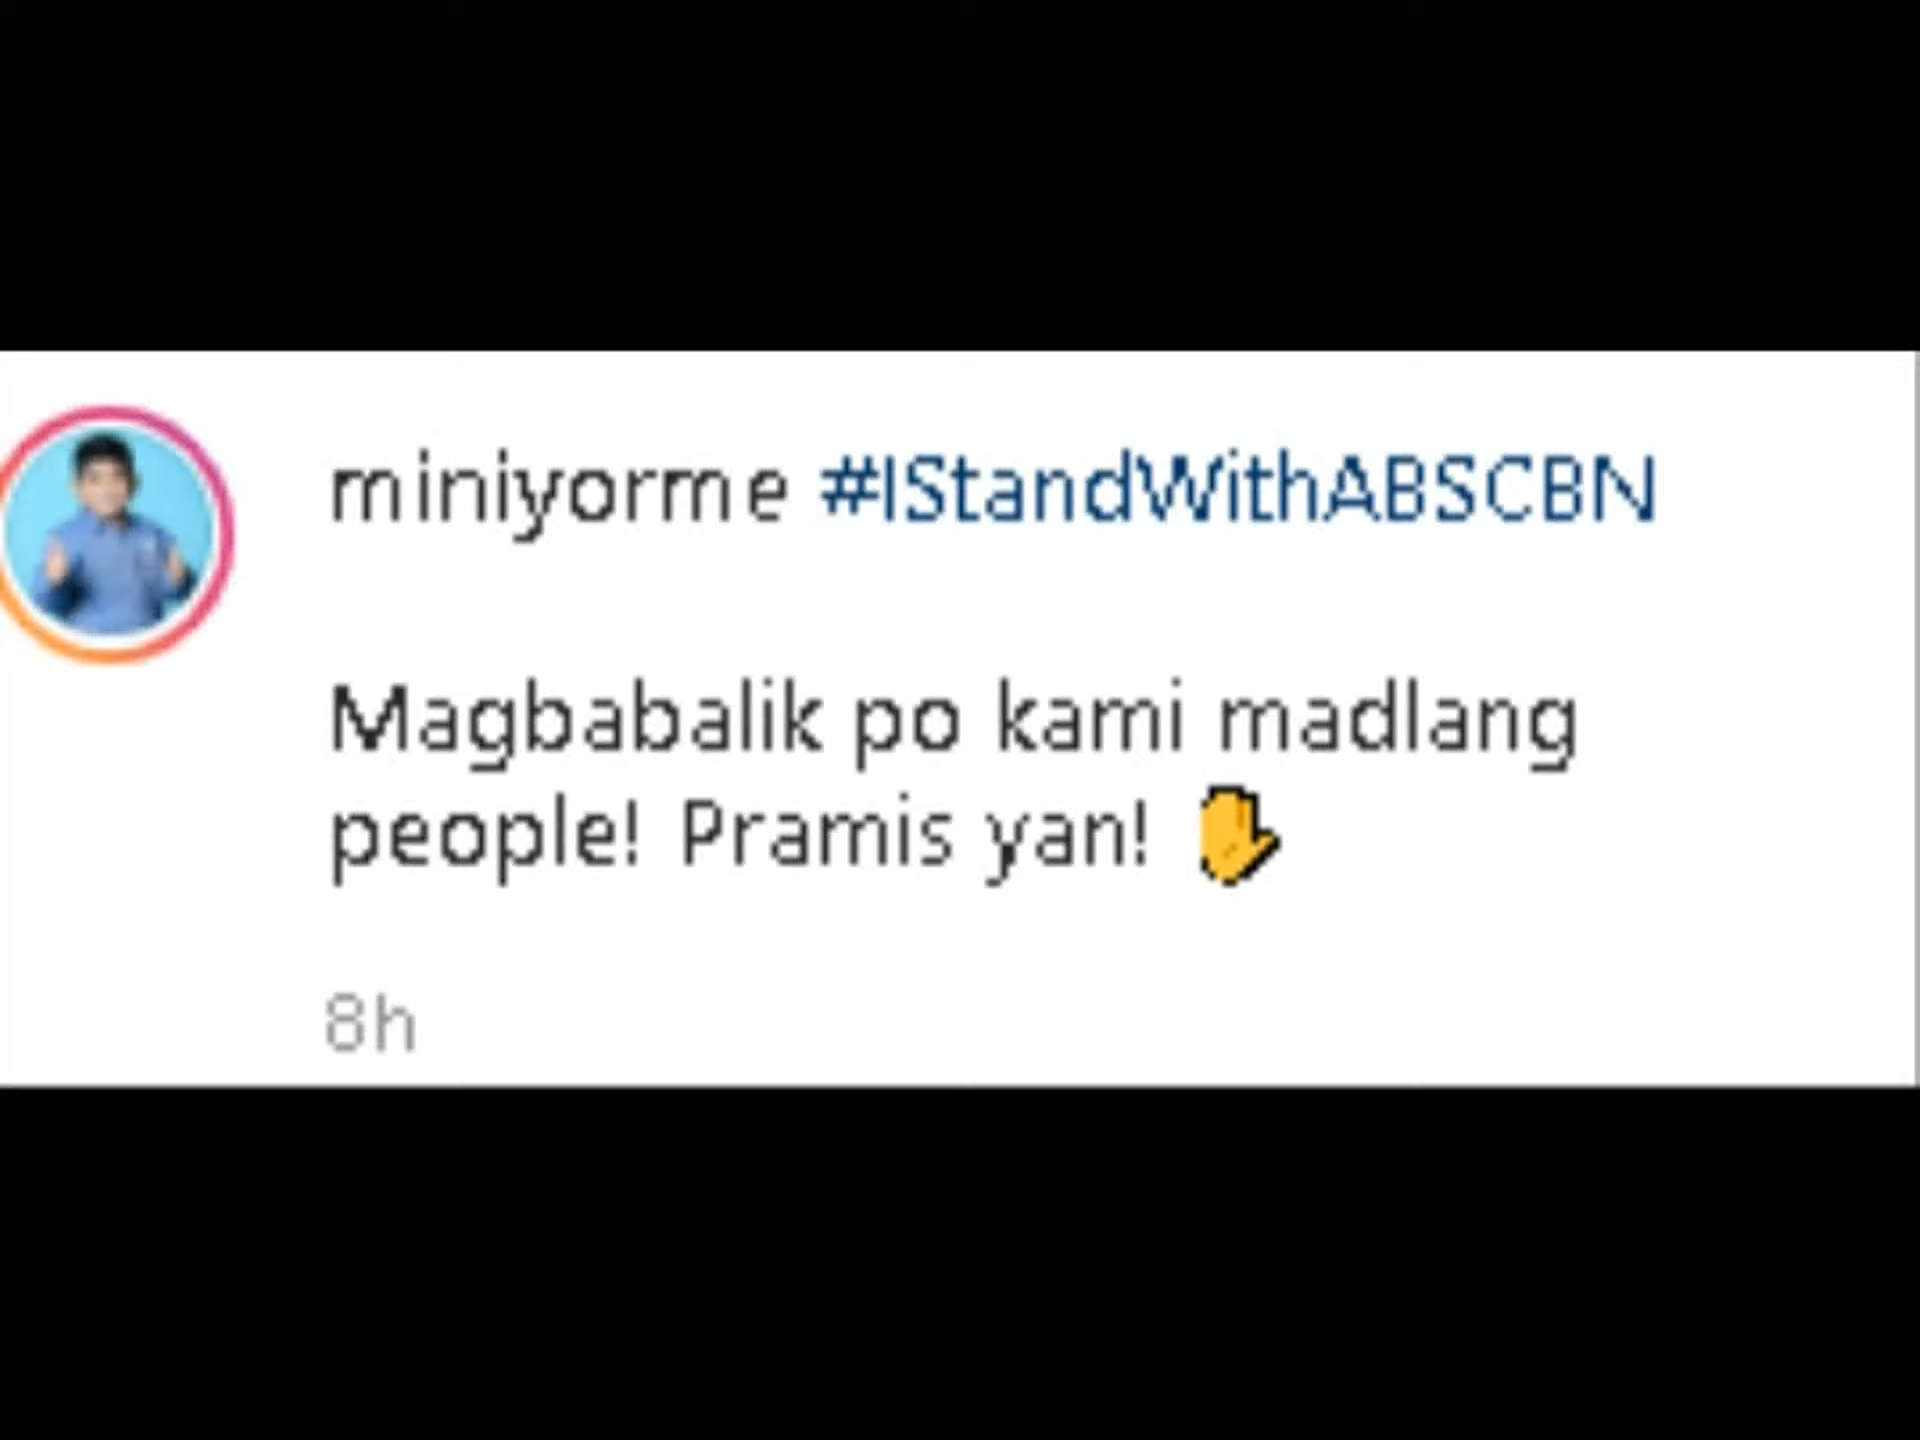 miniyorme #IStandWithABSCBN
Magbabalik po kami madlang
people! Pramis yan! ✋
8h